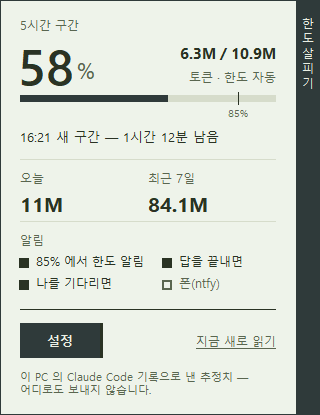 5시간 구간
58%
6.3M / 10.9M
토큰 · 한도 자동
85%
16:21 새 구간 — 1시간 12분 남음
오늘
11M
최근 7일
84.1M
알림
85% 에서 한도 알림
답을 끝내면
나를 기다리면
폰(ntfy)
설정
지금 새로 읽기
이 PC 의 Claude Code 기록으로 낸 추정치 —
어디로도 보내지 않습니다.
한도살피기